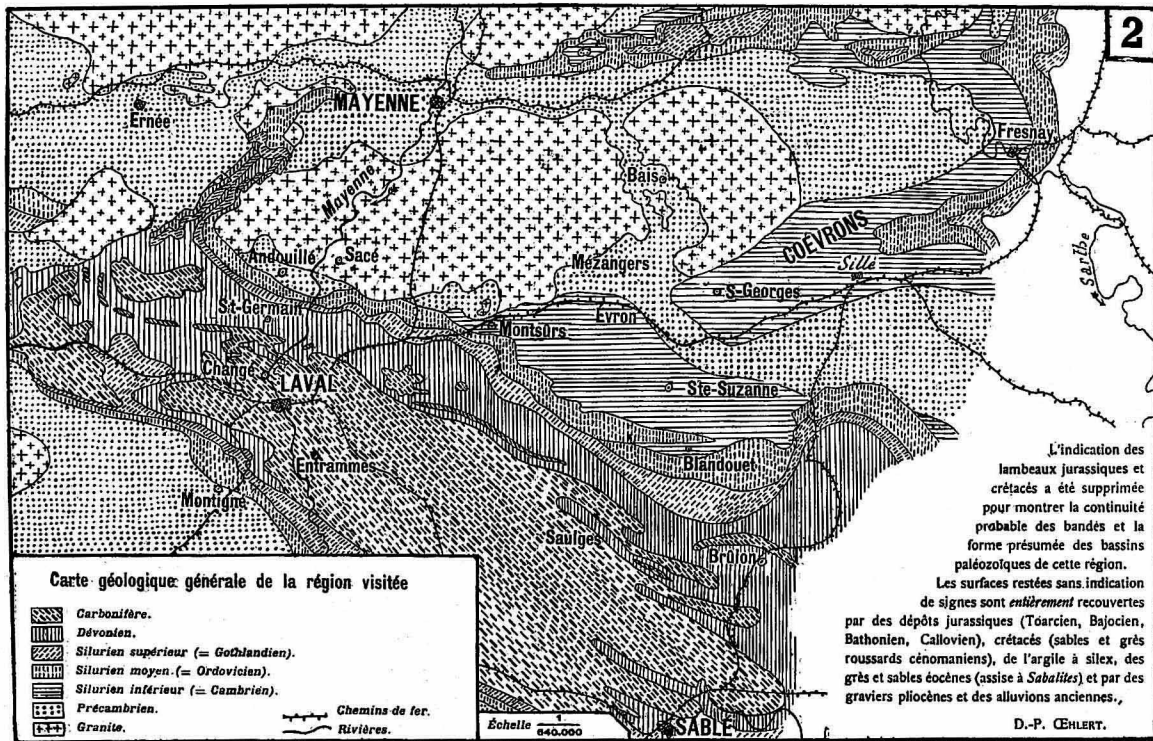 2
MAYENNE
Ernée
Fresnay
Bais
Mayenne
COËVRONS
Andouillé
Sacé
Mézangers
Sillé
Sarthe
S-Georges
St-Germain
Montsûrs
Evron
Changé
LAVAL
Ste-Suzanne
Entrammes
Blandouet
Montigné
Saulges
Brûlon
SABLÉ
L'indication des
lambeaux jurassiques et
crétacés a été supprimée
pour montrer la continuité
probable des bandes et la
forme présumée des bassins
paléozoïques de cette région.
Les surfaces restées sans indication
de signes sont entièrement recouvertes
par des dépôts jurassiques (Toarcien, Bajocien,
Bathonien, Callovien), crétacés (sables et grès
roussards cénomaniens), de l'argile à silex, des
grès et sables éocènes (assise à Sabalites) et par des
graviers pliocènes et des alluvions anciennes.
D.-P. ŒHLERT.
Carte géologique générale de la région visitée
Carbonifère.
Dévonien.
Silurien supérieur (= Gothlandien).
Silurien moyen (= Ordovicien).
Silurien inférieur (= Cambrien).
Précambrien.
Granite.
Chemins de fer.
Rivières.
Échelle 1/640.000